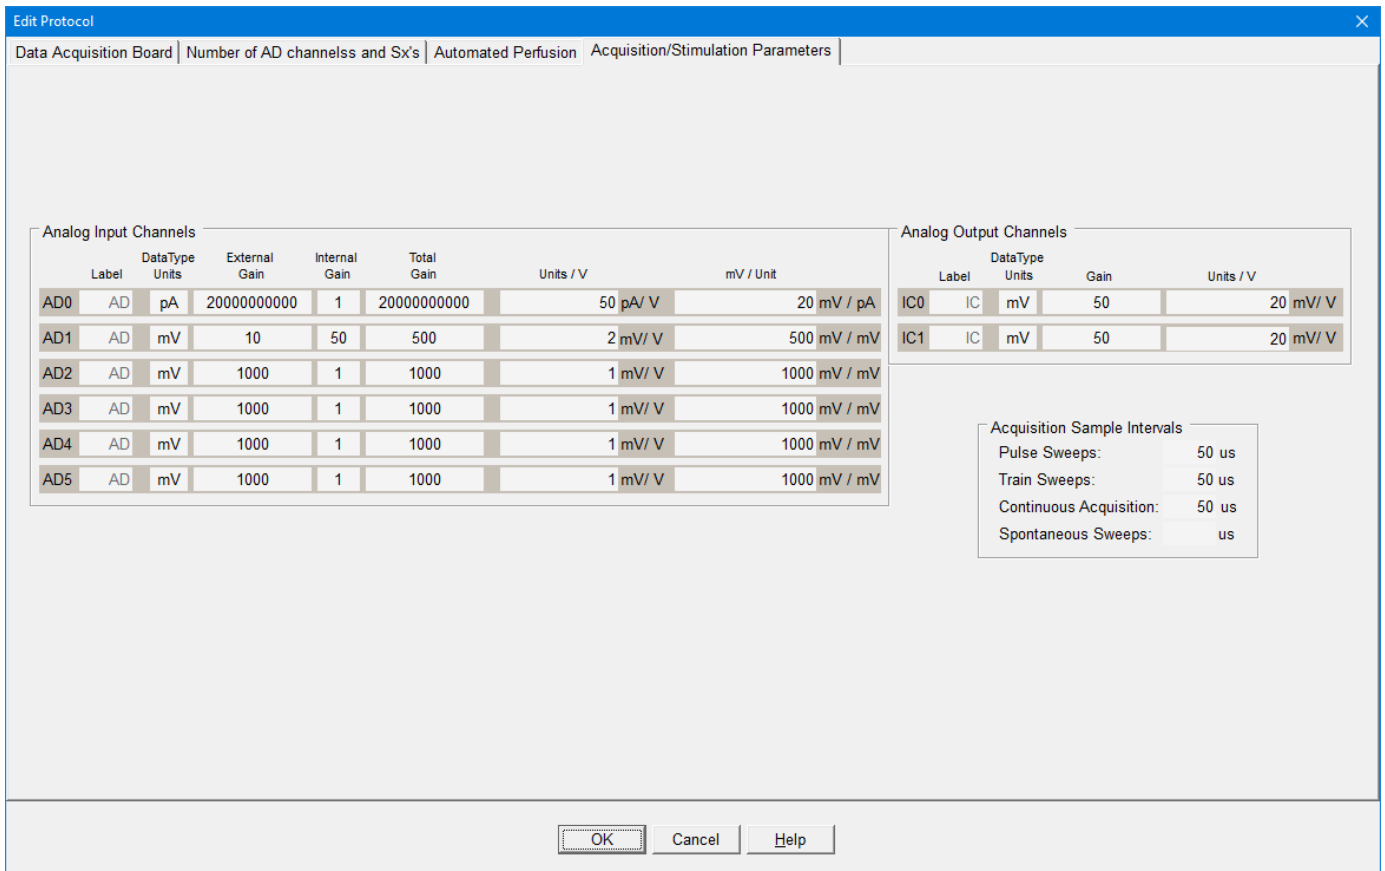 Edit Protocol
Data Acquisition Board Number of AD channelss and Sx's Automated Perfusion Acquisition/Stimulation Parameters
Analog Input Channels
DataType External Internal Total
Label Units Gain Gain Gain Units / V mV / Unit
AD0 AD pA 20000000000 1 20000000000 50 pA/ V 20 mV / pA
AD1 AD mV 10 50 500 2 mV/ V 500 mV / mV
AD2 AD mV 1000 1 1000 1 mV/ V 1000 mV / mV
AD3 AD mV 1000 1 1000 1 mV/ V 1000 mV / mV
AD4 AD mV 1000 1 1000 1 mV/ V 1000 mV / mV
AD5 AD mV 1000 1 1000 1 mV/ V 1000 mV / mV
Analog Output Channels
DataType
Label Units Gain Units / V
IC0 IC mV 50 20 mV/ V
IC1 IC mV 50 20 mV/ V
Acquisition Sample Intervals
Pulse Sweeps: 50 us
Train Sweeps: 50 us
Continuous Acquisition: 50 us
Spontaneous Sweeps: us
OK Cancel Help